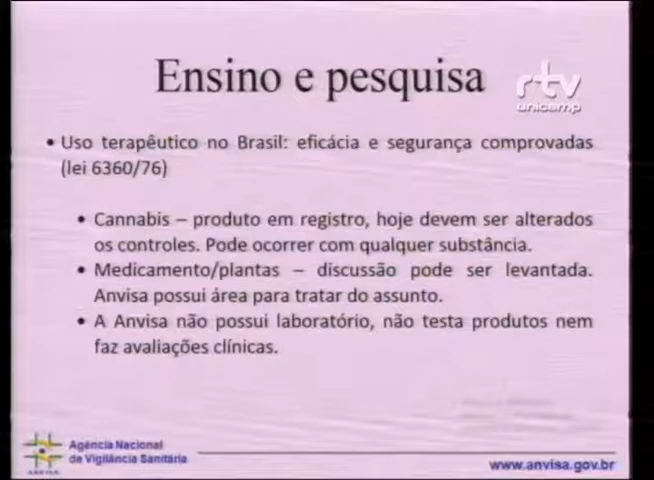 Ensino e pesquisa
rtv
unicamp
• Uso terapêutico no Brasil: eficácia e segurança comprovadas
(lei 6360/76)
• Cannabis – produto em registro, hoje devem ser alterados
os controles. Pode ocorrer com qualquer substância.
• Medicamento/plantas – discussão pode ser levantada.
Anvisa possui área para tratar do assunto.
• A Anvisa não possui laboratório, não testa produtos nem
faz avaliações clínicas.
Agência Nacional
de Vigilância Sanitária
ANVISA
www.anvisa.gov.br